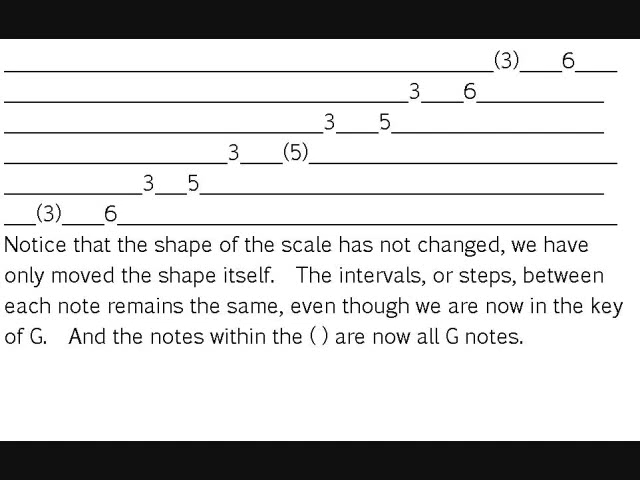 (3)____6____
3____6
3____5
3____(5)
3___5
___(3)____6
Notice that the shape of the scale has not changed, we have
only moved the shape itself. The intervals, or steps, between
each note remains the same, even though we are now in the key
of G. And the notes within the ( ) are now all G notes.